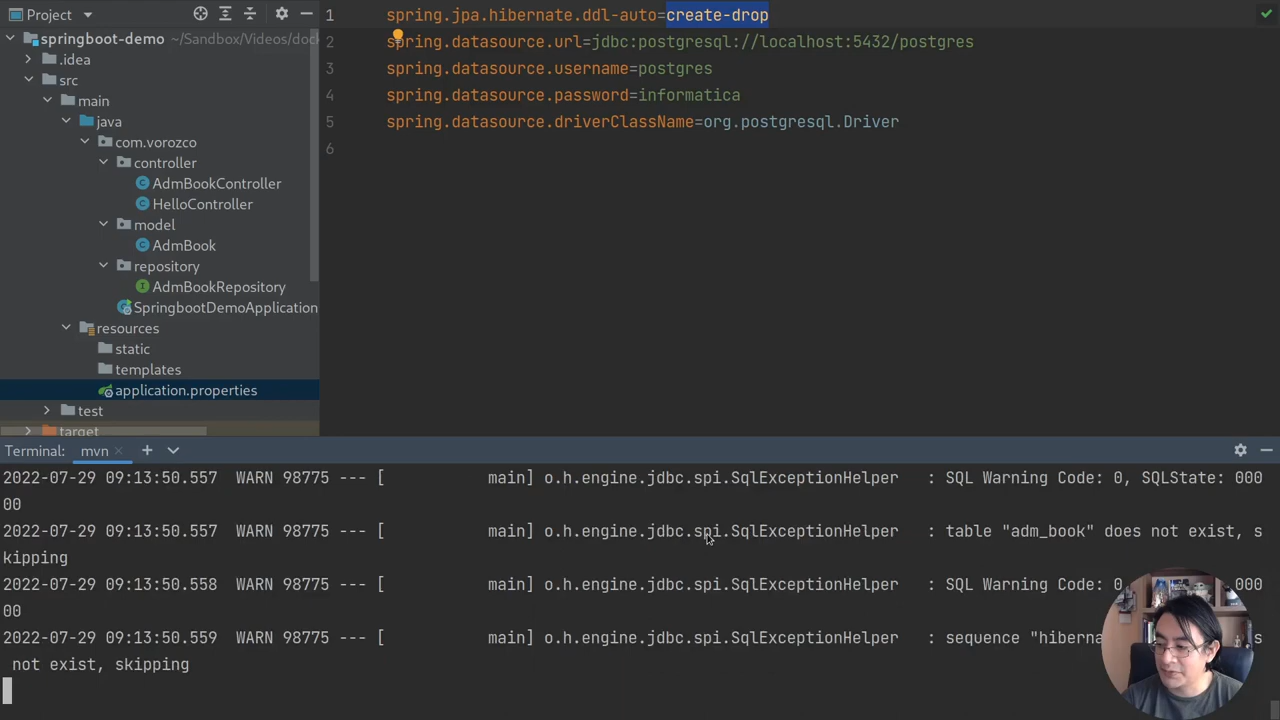 Project
springboot-demo ~/Sandbox/Videos/dock
.idea
src
main
java
com.vorozco
controller
AdmBookController
HelloController
model
AdmBook
repository
AdmBookRepository
SpringbootDemoApplication
resources
static
templates
application.properties
test
target
1 spring.jpa.hibernate.ddl-auto=create-drop
2 spring.datasource.url=jdbc:postgresql://localhost:5432/postgres
3 spring.datasource.username=postgres
4 spring.datasource.password=informatica
5 spring.datasource.driverClassName=org.postgresql.Driver
6
Terminal: mvn
2022-07-29 09:13:50.557  WARN 98775 --- [           main] o.h.engine.jdbc.spi.SqlExceptionHelper   : SQL Warning Code: 0, SQLState: 000
00
2022-07-29 09:13:50.557  WARN 98775 --- [           main] o.h.engine.jdbc.spi.SqlExceptionHelper   : table "adm_book" does not exist, s
kipping
2022-07-29 09:13:50.558  WARN 98775 --- [           main] o.h.engine.jdbc.spi.SqlExceptionHelper   : SQL Warning Code: 0, 000
00
2022-07-29 09:13:50.559  WARN 98775 --- [           main] o.h.engine.jdbc.spi.SqlExceptionHelper   : sequence "hiberna s
not exist, skipping